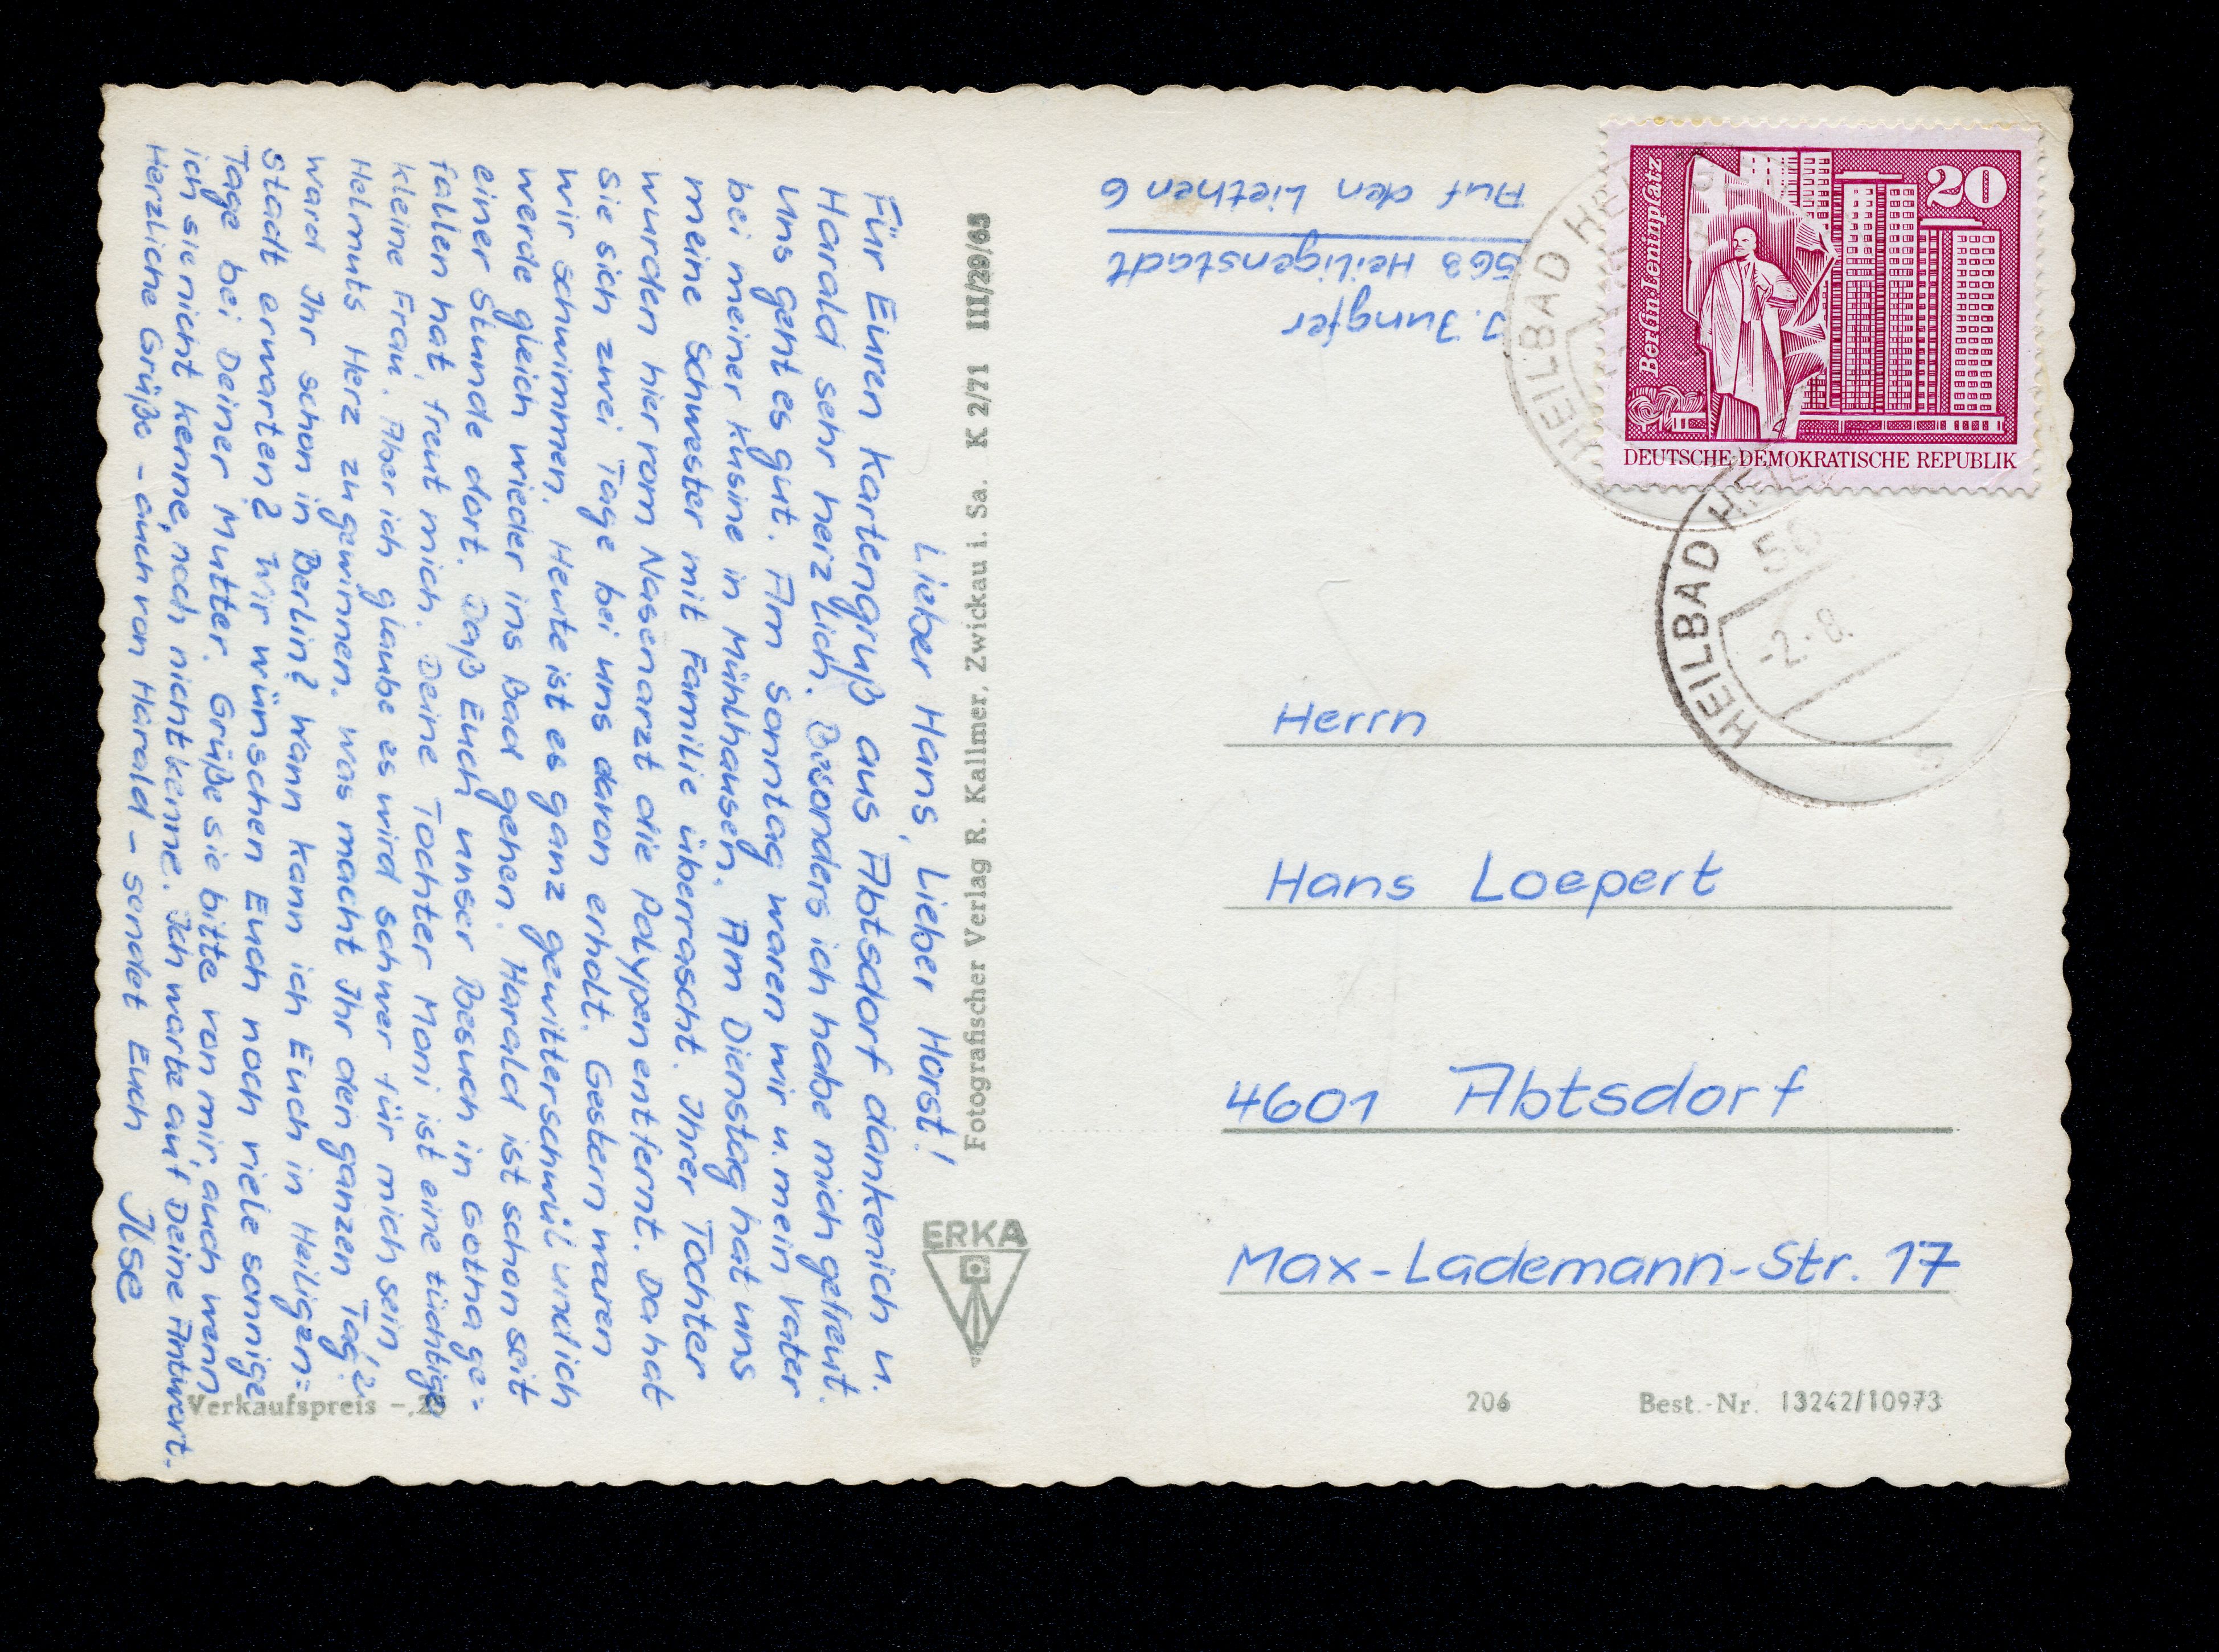 Lieber Hans, Lieber Horst!
Für Euren Kartengruß aus Abtsdorf danken ich u.
Harald sehr herzlich. Besonders ich habe mich gefreut.
Uns geht es gut. Am Sonntag waren wir u. mein Vater
bei meiner Kusine in Mühlhausen. Am Dienstag hat uns
meine Schwester mit Familie überrascht. Ihrer Tochter
wurden hier vom Nasenarzt die Polypen entfernt. Da hat
sie sich zwei Tage bei uns davon erholt. Gestern waren
wir schwimmen. Heute ist es ganz gewitterschwül und ich
werde gleich wieder ins Bad gehen. Harald ist schon seit
einer Stunde dort. Daß Euch unser Besuch in Gotha ge=
fallen hat, freut mich. Deine Tochter Moni ist eine tüchtige
kleine Frau. Aber ich glaube es wird schwer für mich sein
Helmuts Herz zu gewinnen. Was macht Ihr den ganzen Tag?
Ward Ihr schon in Berlin? Wann kann ich Euch in Heiligen=
stadt erwarten? Wir wünschen Euch noch viele sonnige
Tage bei Deiner Mutter. Grüße sie bitte von mir, auch wenn
ich sie nicht kenne, noch nicht kenne. Ich warte auf Deine Antwort.
Herzliche Grüße - auch von Harald - sendet Euch
Ilse
Fotografischer Verlag R. Kallmer, Zwickau i. Sa. K 2/71 III/29/65
ERKA
Verkaufspreis -,
J. Jungfer
563 Heiligenstadt
Auf den Liethen 6
Berlin-Leninplatz
20
DEUTSCHE DEMOKRATISCHE REPUBLIK
HEILBAD HEIL
HEILBAD HEIL
56
-2.-8.
Herrn
Hans Loepert
4601 Abtsdorf
Max-Lademann-Str. 17
206
Best.-Nr. 13242/10973